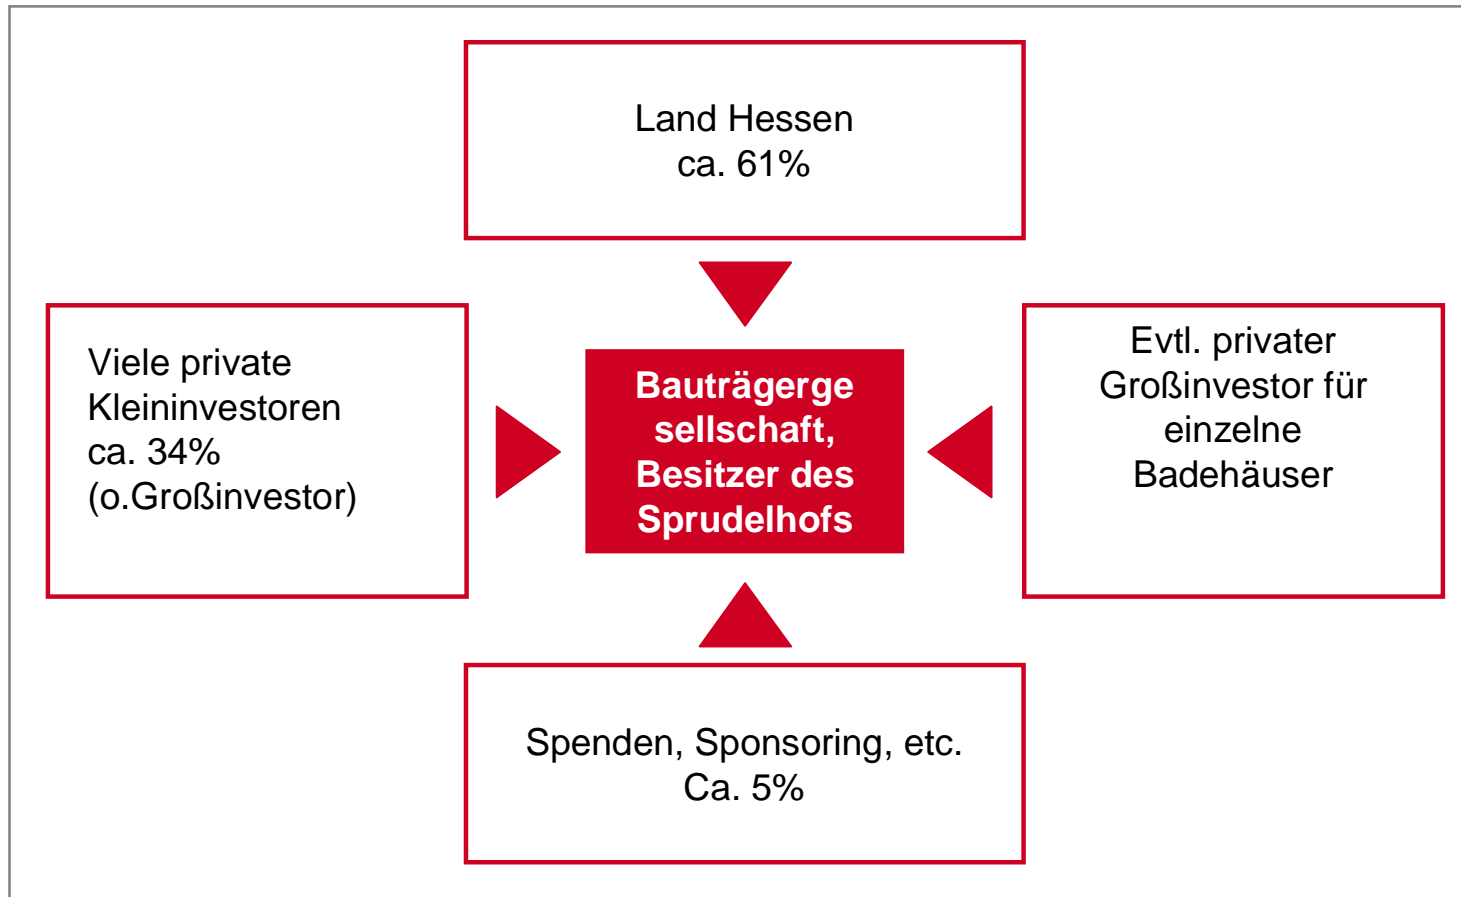 Land Hessen
ca. 61%
Viele private
Kleininvestoren
ca. 34%
(o.Großinvestor)
Bauträgerge
sellschaft,
Besitzer des
Sprudelhofs
Evtl. privater
Großinvestor für
einzelne
Badehäuser
Spenden, Sponsoring, etc.
Ca. 5%